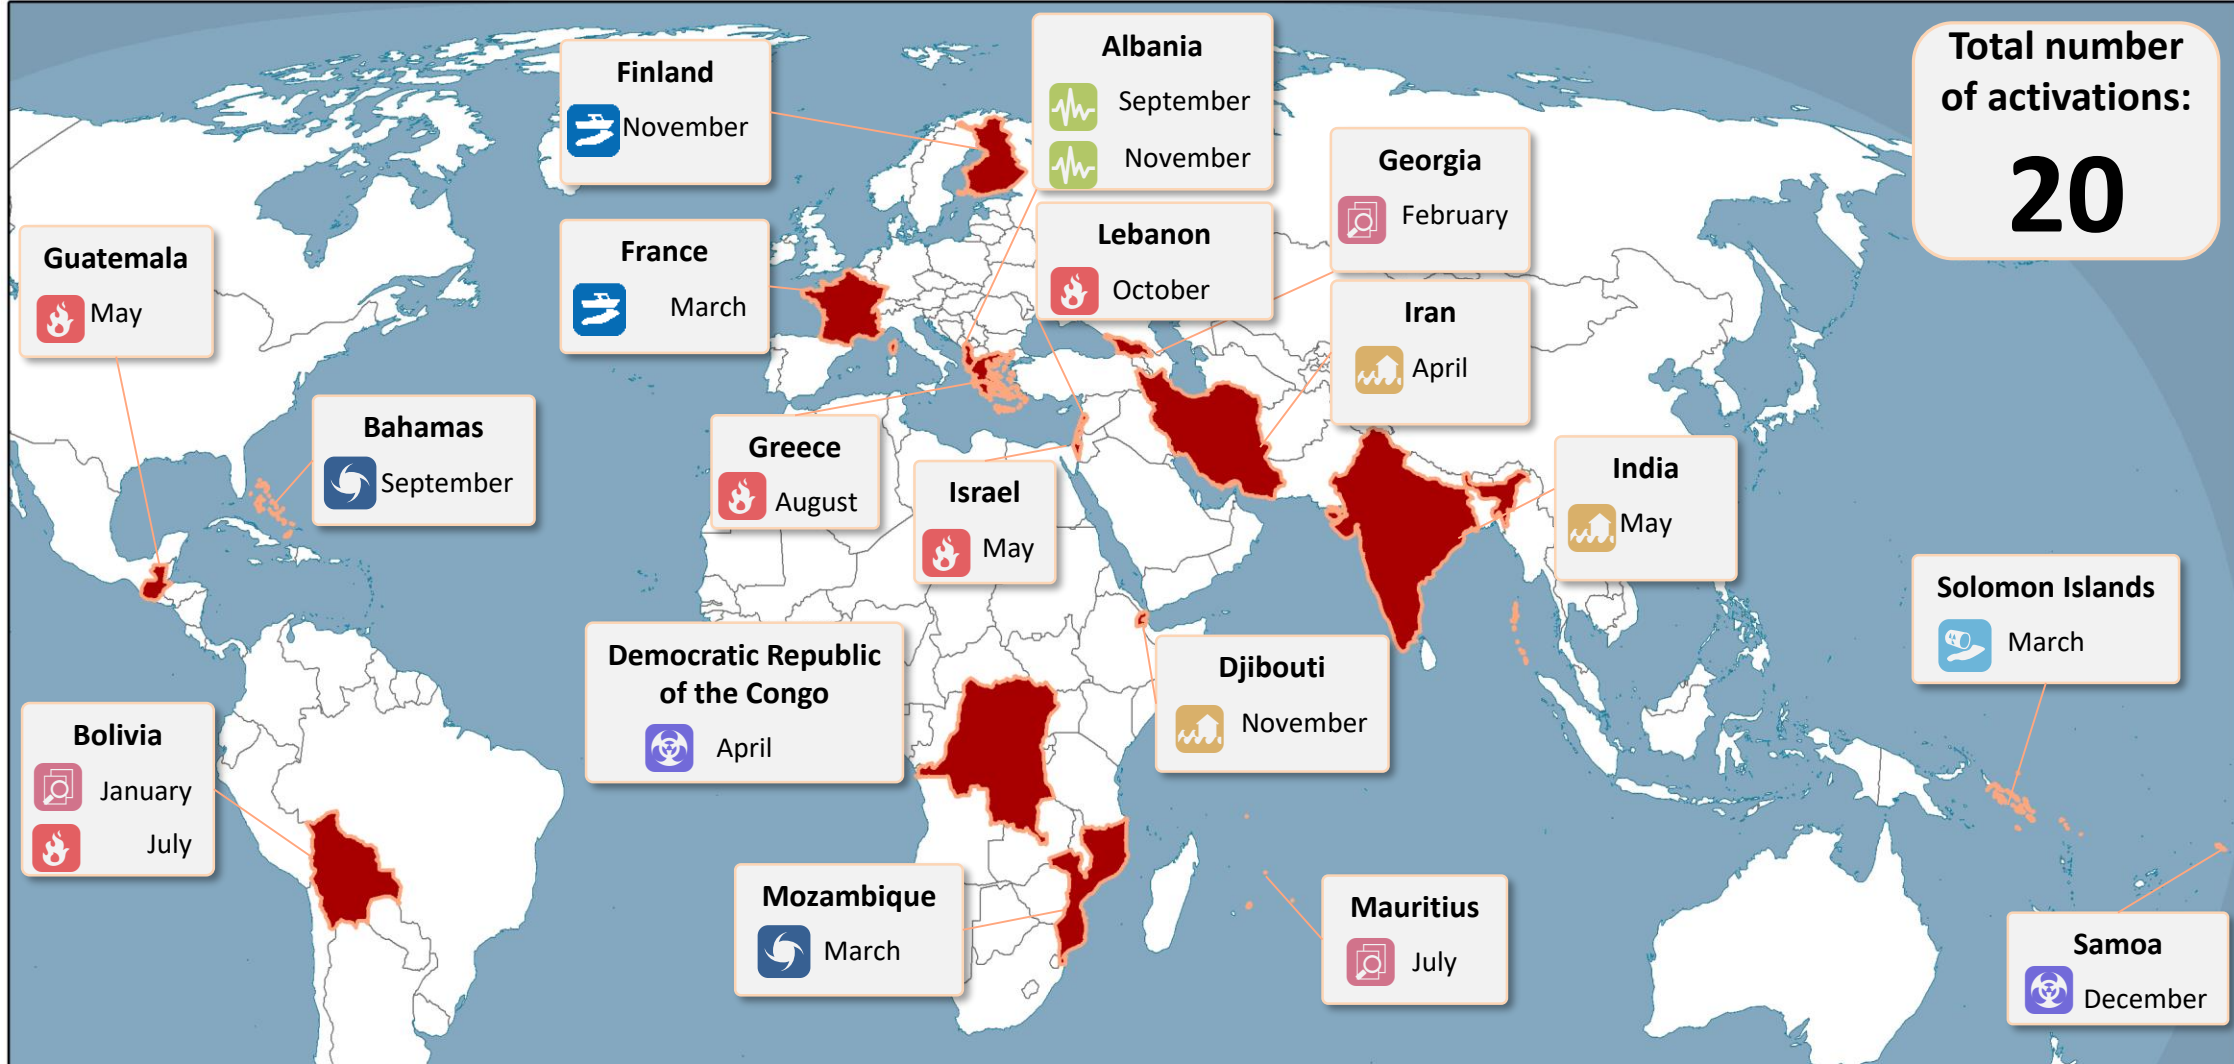 Total number
of activations:
20
Finland
November
Albania
September
November
Georgia
February
Guatemala
May
France
March
Lebanon
October
Iran
April
Bahamas
September
Greece
August
Israel
May
India
May
Solomon Islands
March
Democratic Republic
of the Congo
April
Djibouti
November
Bolivia
January
July
Mozambique
March
Mauritius
July
Samoa
December